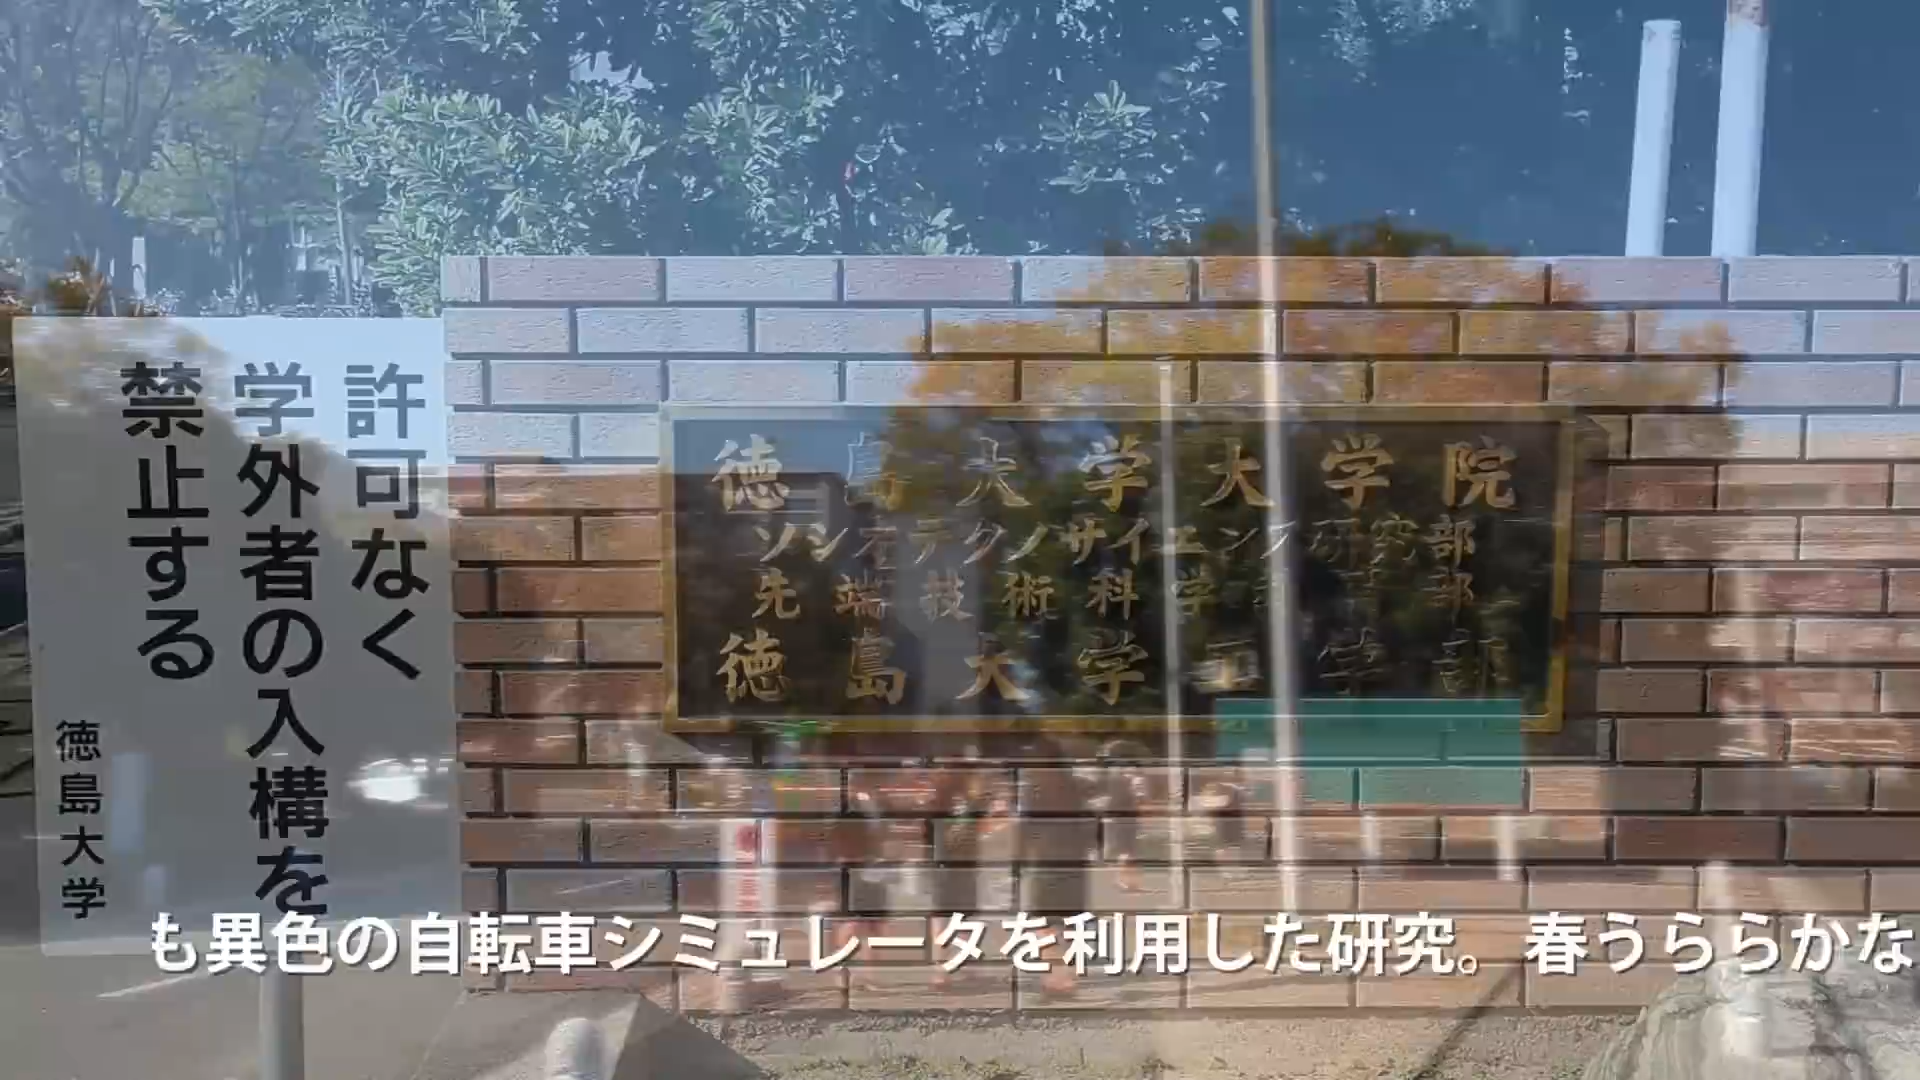 許可なく
学外者の入構を
禁止する
徳島大学
徳島大学大学院
ソシオテクノサイエンス研究部
先端技術科学教育部
徳島大学工学部
も異色の自転車シミュレータを利用した研究。春うららかな